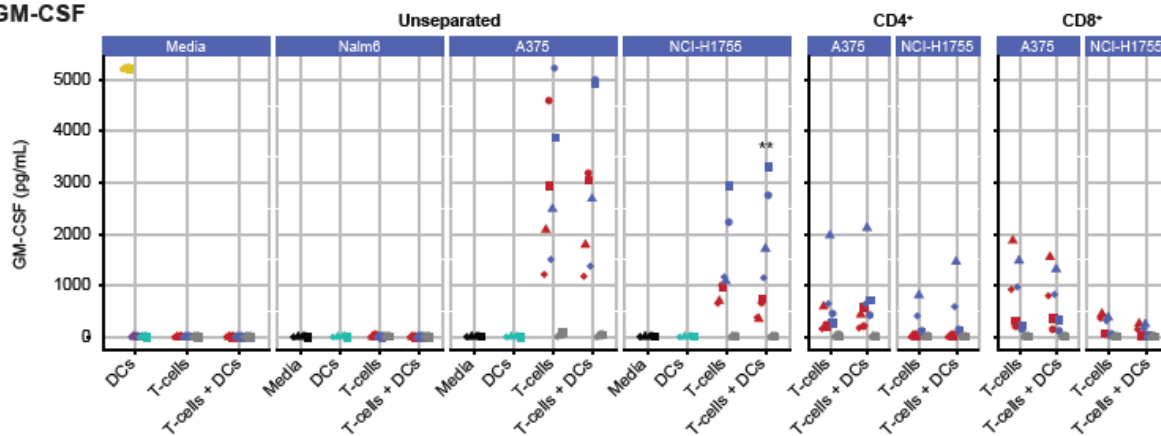 GM-CSF
Unseparated CD4+ CD8+
Media Nalm6 A375 NCI-H1755 A375 NCI-H1755 A375 NCI-H1755
GM-CSF (pg/mL)
5000
4000
3000
2000
1000
0
**
DCs T-cells T-cells + DCs Media DCs T-cells T-cells + DCs Media DCs T-cells T-cells + DCs Media DCs T-cells T-cells + DCs T-cells T-cells + DCs T-cells T-cells + DCs T-cells T-cells + DCs T-cells T-cells + DCs